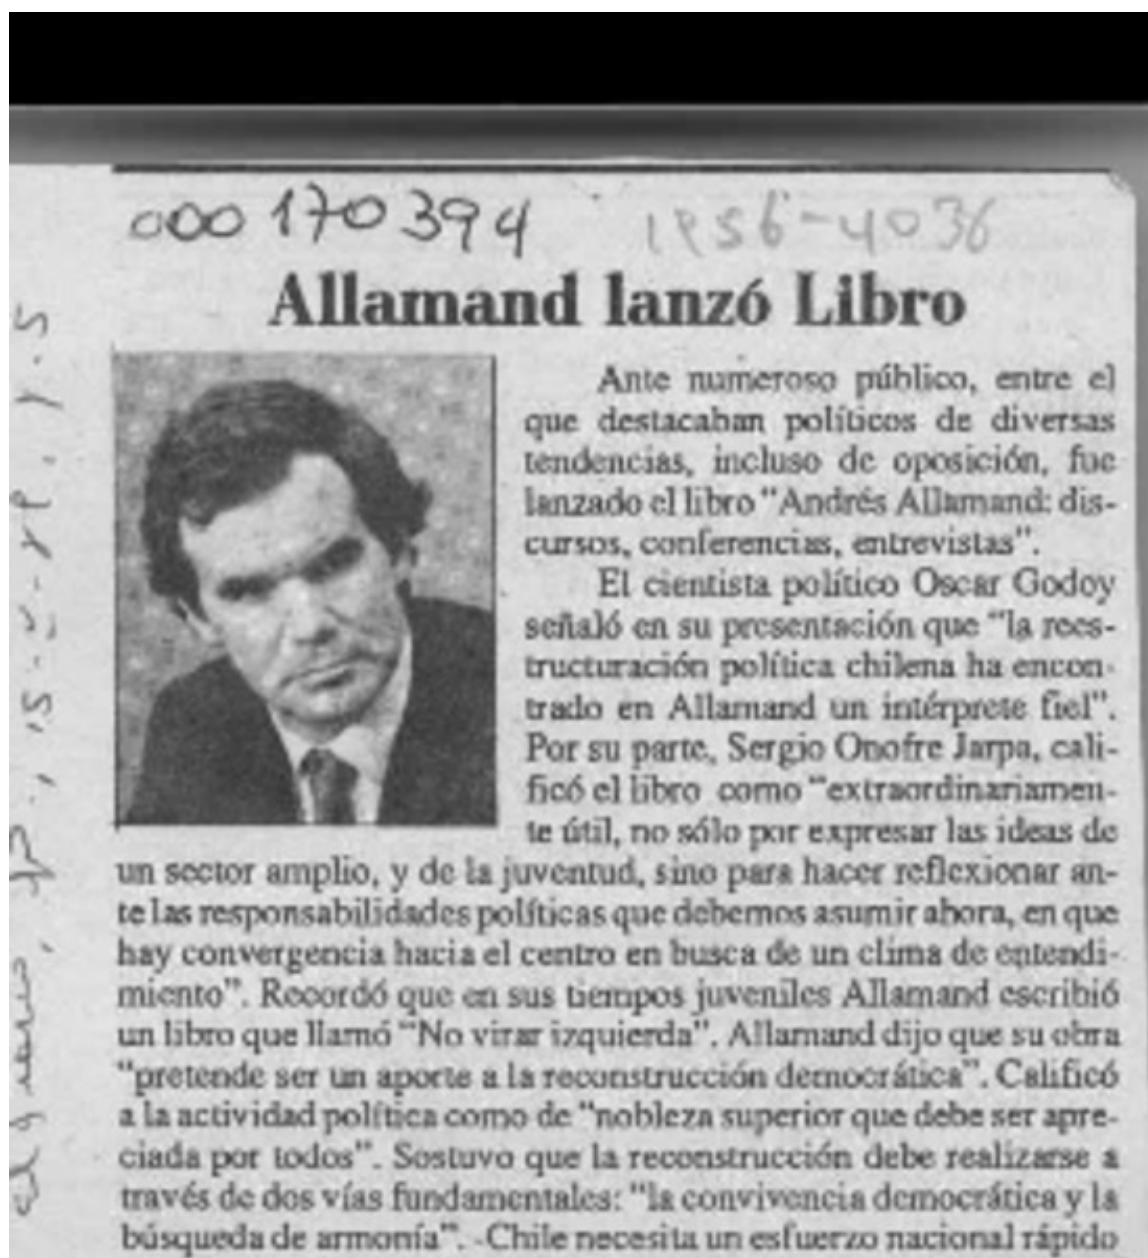 000 170 394
1956-4036
Allamand lanzó Libro
Ante numeroso público, entre el
que destacaban políticos de diversas
tendencias, incluso de oposición, fue
lanzado el libro "Andrés Allamand: dis-
cursos, conferencias, entrevistas".
El cientista político Oscar Godoy
señaló en su presentación que "la rees-
tructuración política chilena ha encon-
trado en Allamand un intérprete fiel".
Por su parte, Sergio Onofre Jarpa, cali-
ficó el libro como "extraordinariamen-
te útil, no sólo por expresar las ideas de
un sector amplio, y de la juventud, sino para hacer reflexionar an-
te las responsabilidades políticas que debemos asumir ahora, en que
hay convergencia hacia el centro en busca de un clima de entendi-
miento". Recordó que en sus tiempos juveniles Allamand escribió
un libro que llamó "No virar izquierda". Allamand dijo que su obra
"pretende ser un aporte a la reconstrucción democrática". Calificó
a la actividad política como de "nobleza superior que debe ser apre-
ciada por todos". Sostuvo que la reconstrucción debe realizarse a
través de dos vías fundamentales: "la convivencia democrática y la
búsqueda de armonía". -Chile necesita un esfuerzo nacional rápido